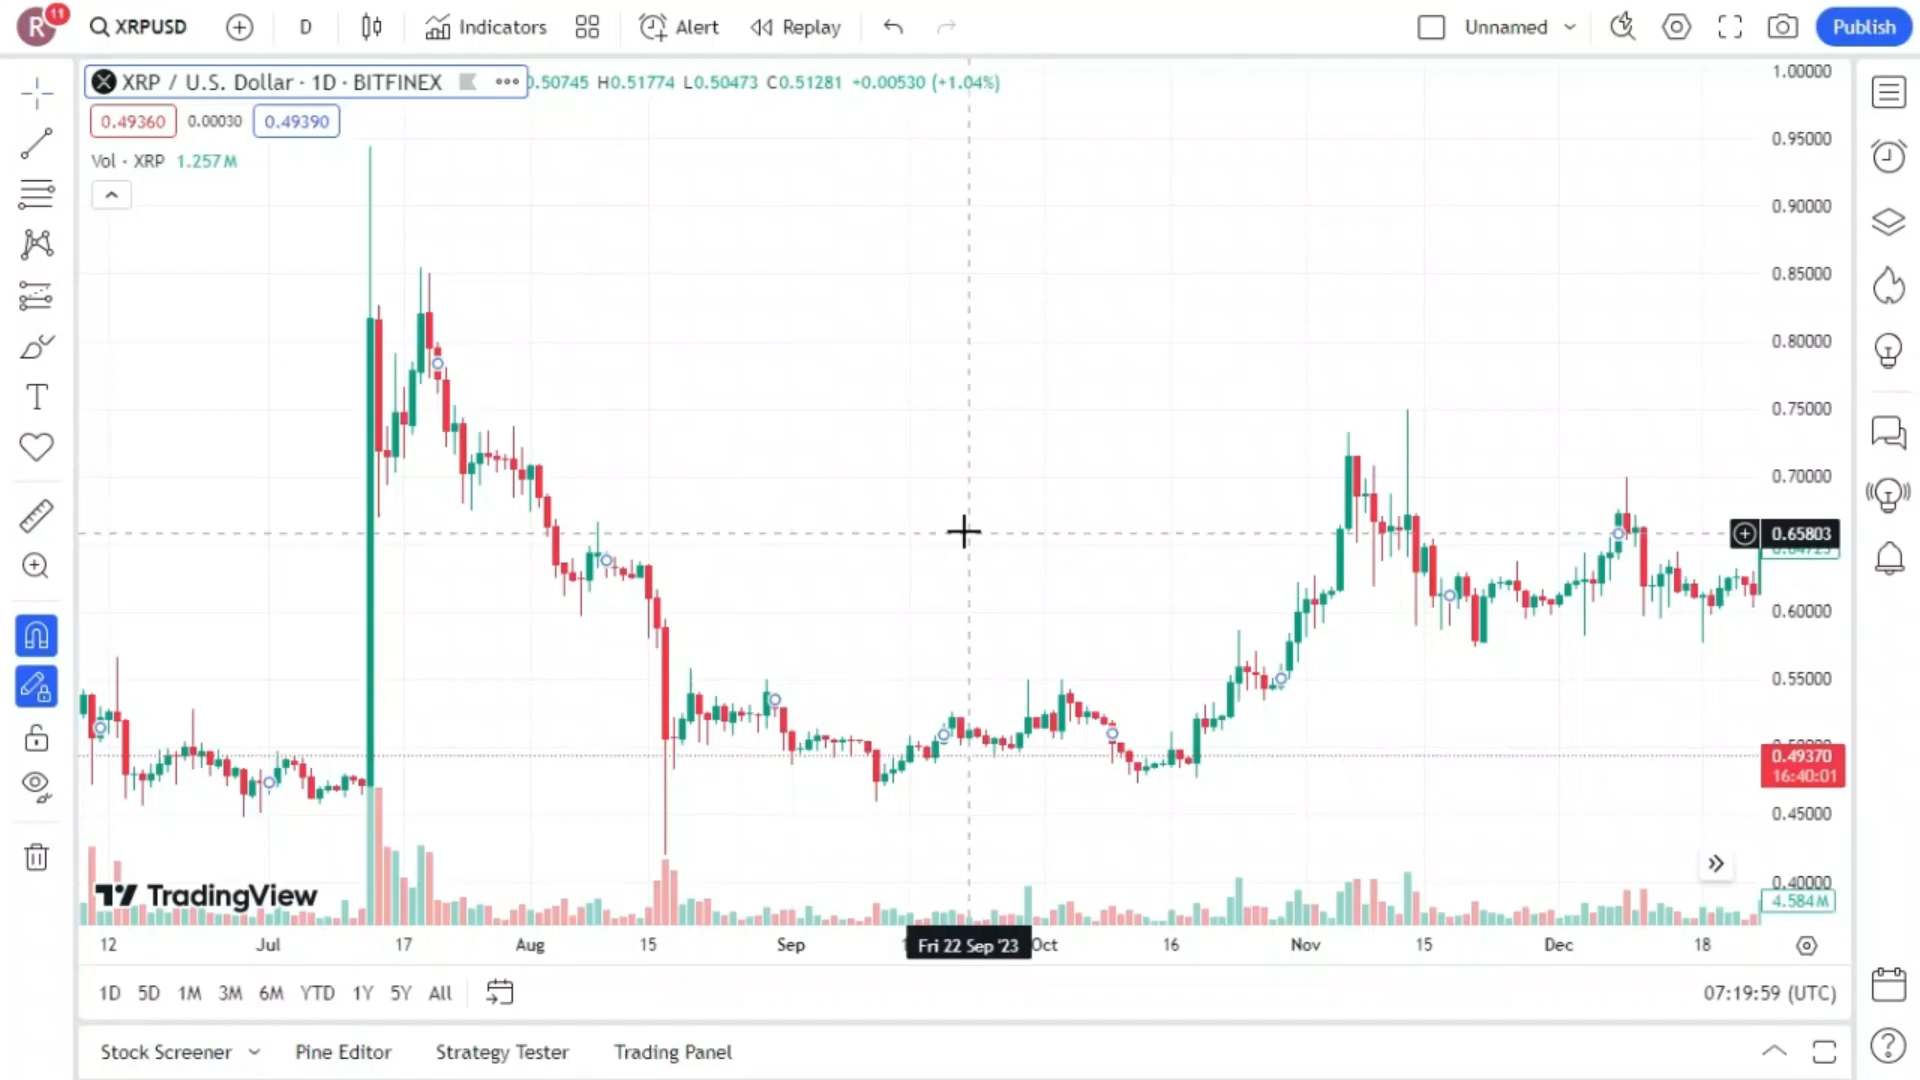 R 11 XRPUSD D Indicators Alert Replay Unnamed Publish
XRP / U.S. Dollar · 1D · BITFINEX 0.50745 H0.51774 L0.50473 C0.51281 +0.00530 (+1.04%)
0.49360 0.00030 0.49390
Vol · XRP 1.257M
1.00000
0.95000
0.90000
0.85000
0.80000
0.75000
0.70000
0.65803
0.60000
0.55000
0.49370
16:40:01
0.45000
0.40000
4.584M
TradingView
12 Jul 17 Aug 15 Sep Fri 22 Sep '23 Oct 16 Nov 15 Dec 18
1D 5D 1M 3M 6M YTD 1Y 5Y All 07:19:59 (UTC)
Stock Screener Pine Editor Strategy Tester Trading Panel